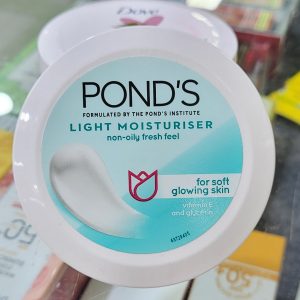 Dove
POND'S
FORMULATED BY THE POND'S INSTITUTE
LIGHT MOISTURISER
non-oily fresh feel
for soft
glowing skin
vitamin E
and glycerin